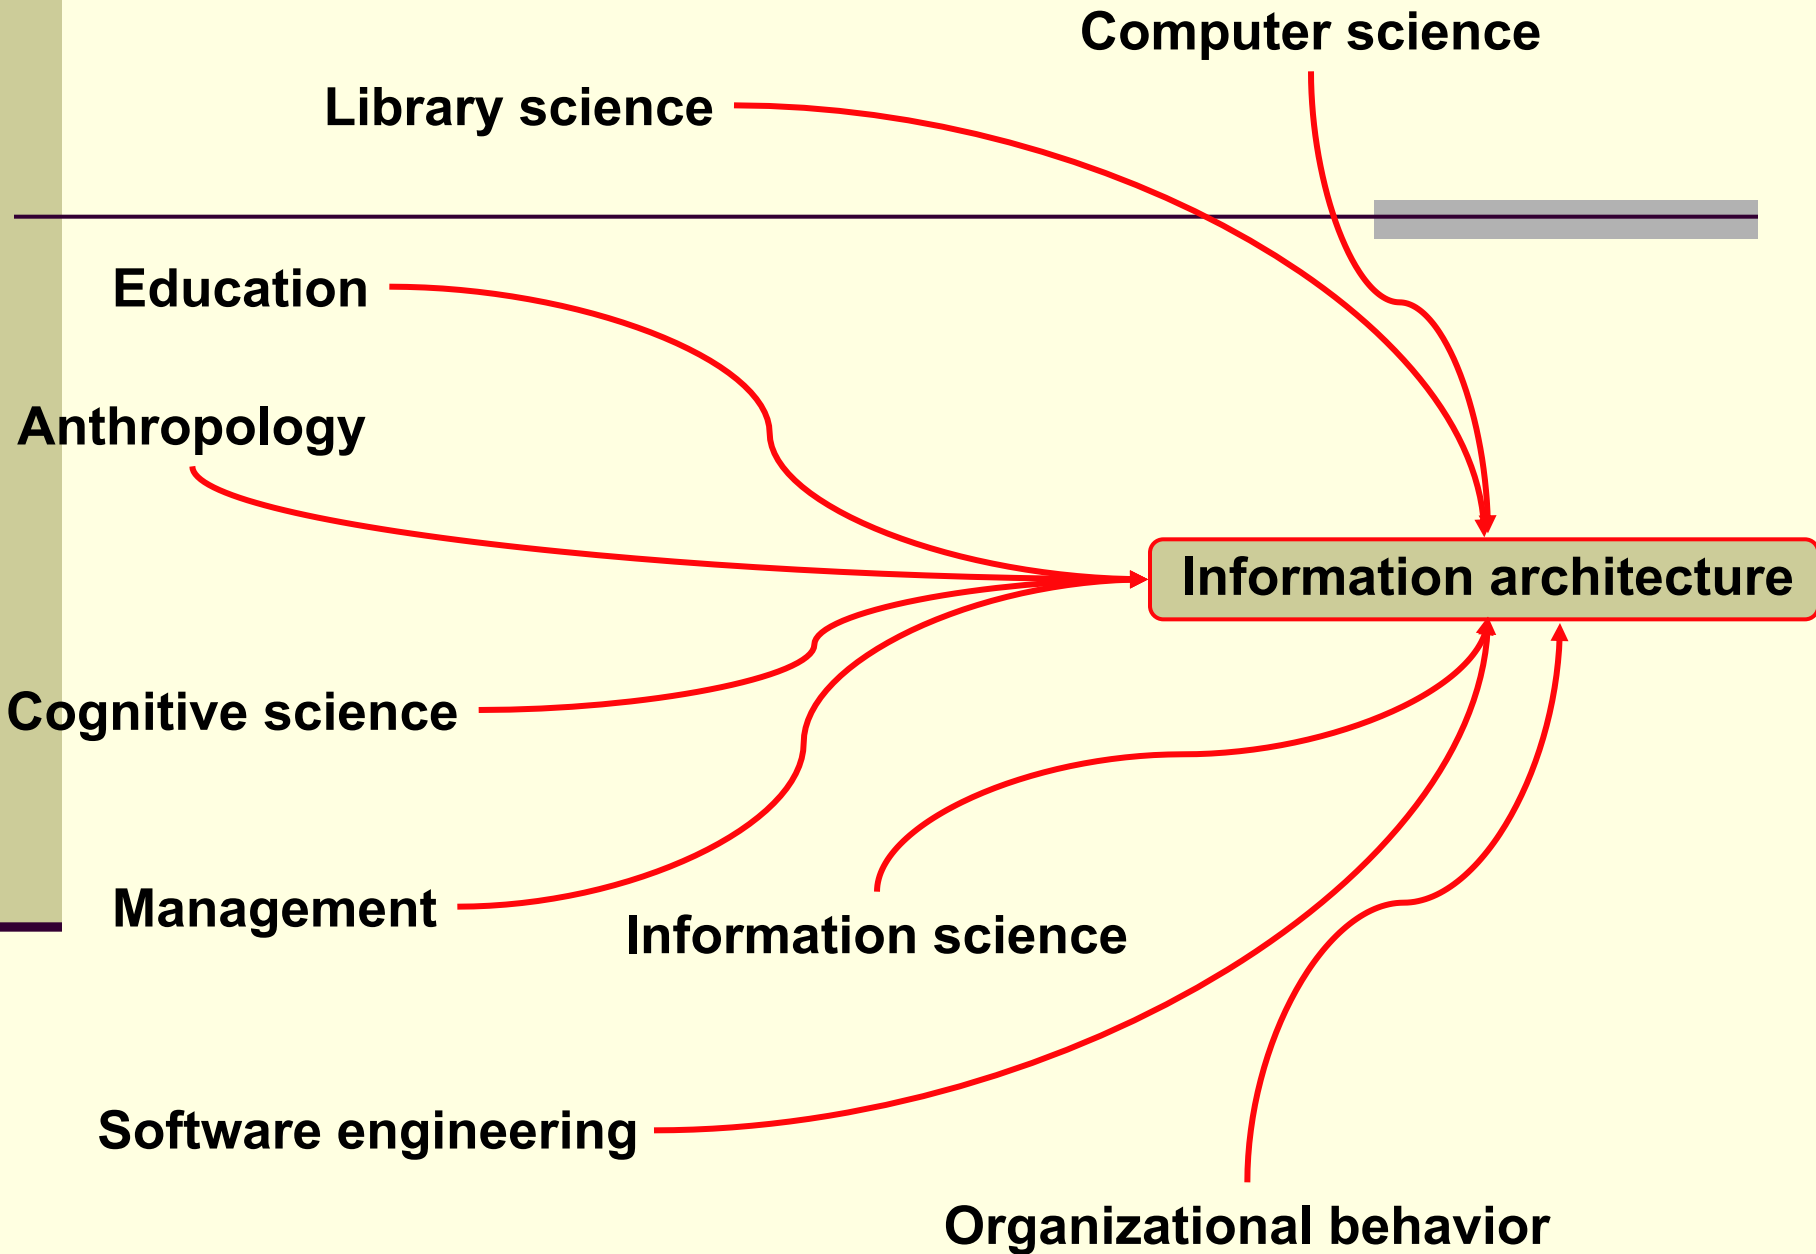 Computer science
Library science
Education
Anthropology
Information architecture
Cognitive science
Management
Information science
Software engineering
Organizational behavior